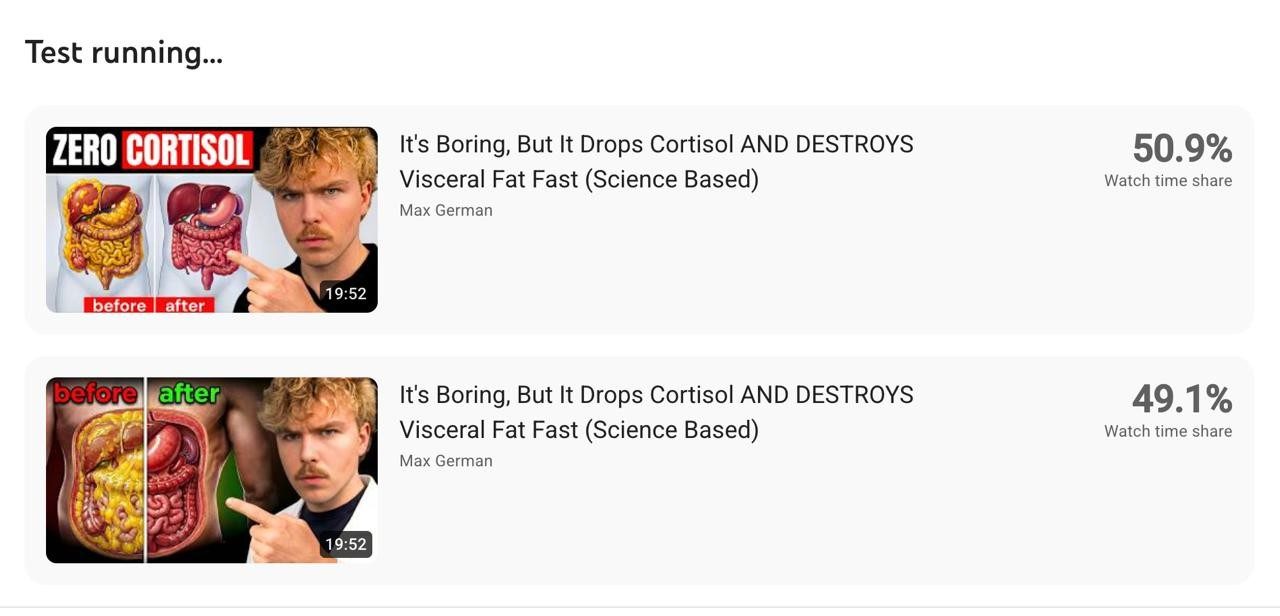 Test running...
ZERO CORTISOL
before after
19:52
It's Boring, But It Drops Cortisol AND DESTROYS
Visceral Fat Fast (Science Based)
Max German
50.9%
Watch time share
before after
19:52
It's Boring, But It Drops Cortisol AND DESTROYS
Visceral Fat Fast (Science Based)
Max German
49.1%
Watch time share